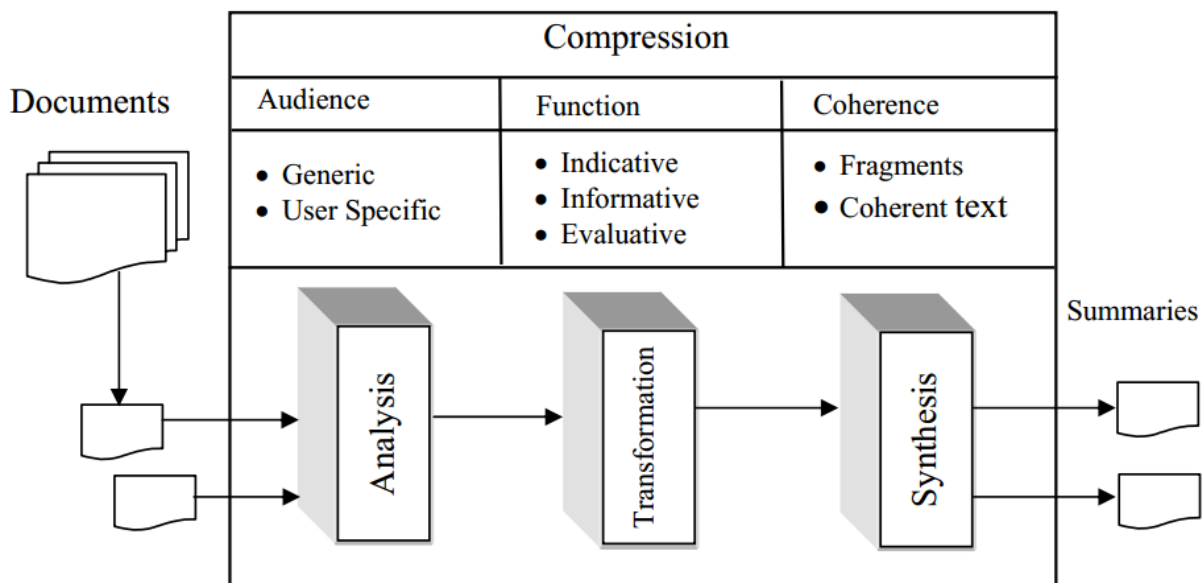 Compression
Documents
Audience
Function
Coherence
• Generic
• User Specific
• Indicative
• Informative
• Evaluative
• Fragments
• Coherent text
Analysis
Transformation
Synthesis
Summaries